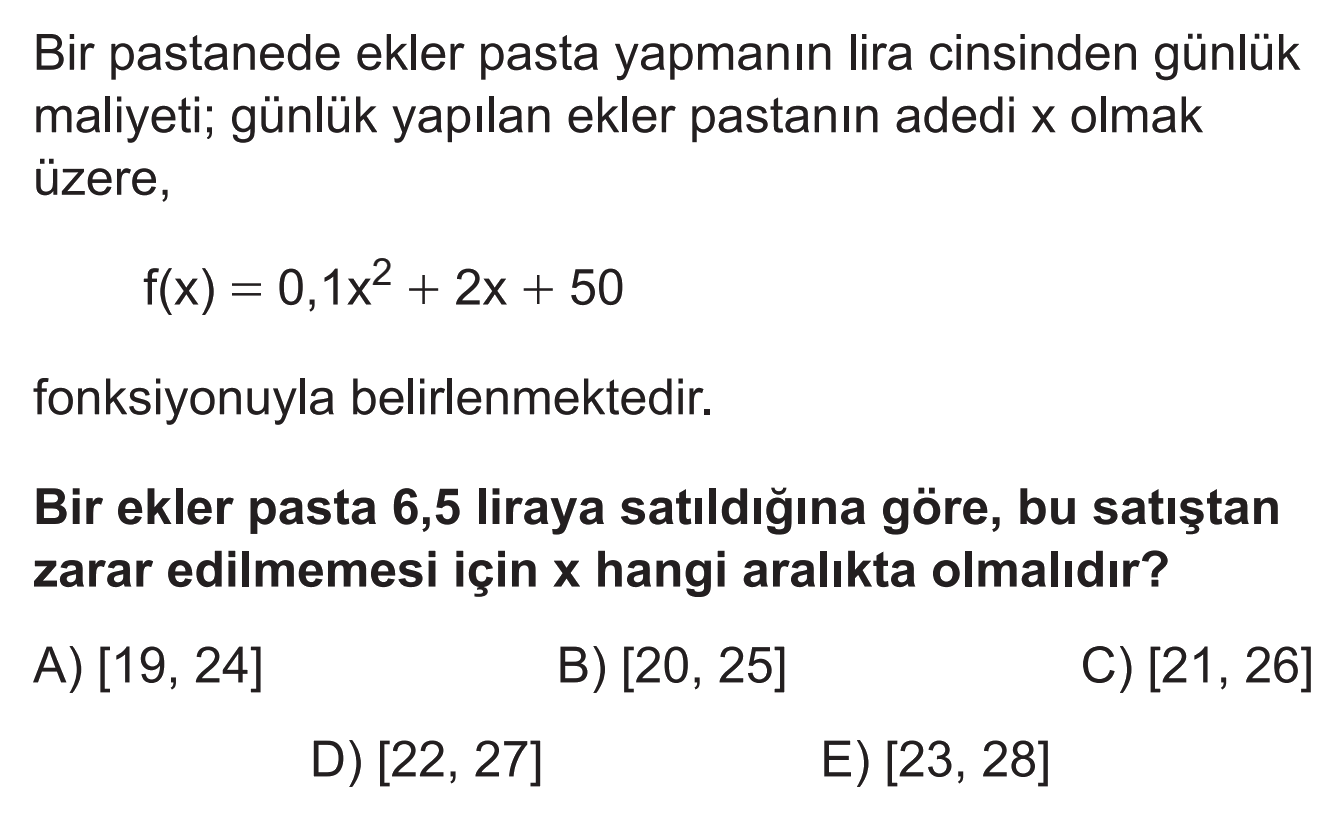 Bir pastanede ekler pasta yapmanın lira cinsinden günlük
maliyeti; günlük yapılan ekler pastanın adedi x olmak
üzere,
f(x) = 0,1x² + 2x + 50
fonksiyonuyla belirlenmektedir.
Bir ekler pasta 6,5 liraya satıldığına göre, bu satıştan
zarar edilmemesi için x hangi aralıkta olmalıdır?
A) [19, 24] B) [20, 25] C) [21, 26]
D) [22, 27] E) [23, 28]